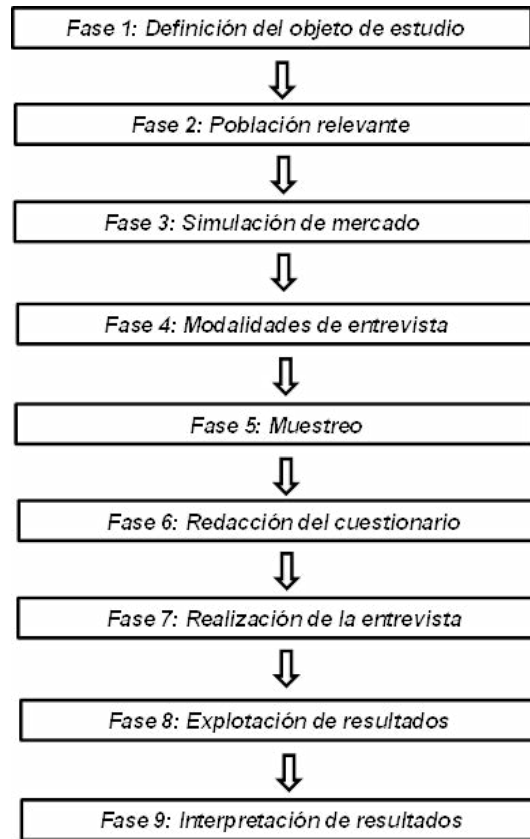 Fase 1: Definición del objeto de estudio
Fase 2: Población relevante
Fase 3: Simulación de mercado
Fase 4: Modalidades de entrevista
Fase 5: Muestreo
Fase 6: Redacción del cuestionario
Fase 7: Realización de la entrevista
Fase 8: Explotación de resultados
Fase 9: Interpretación de resultados